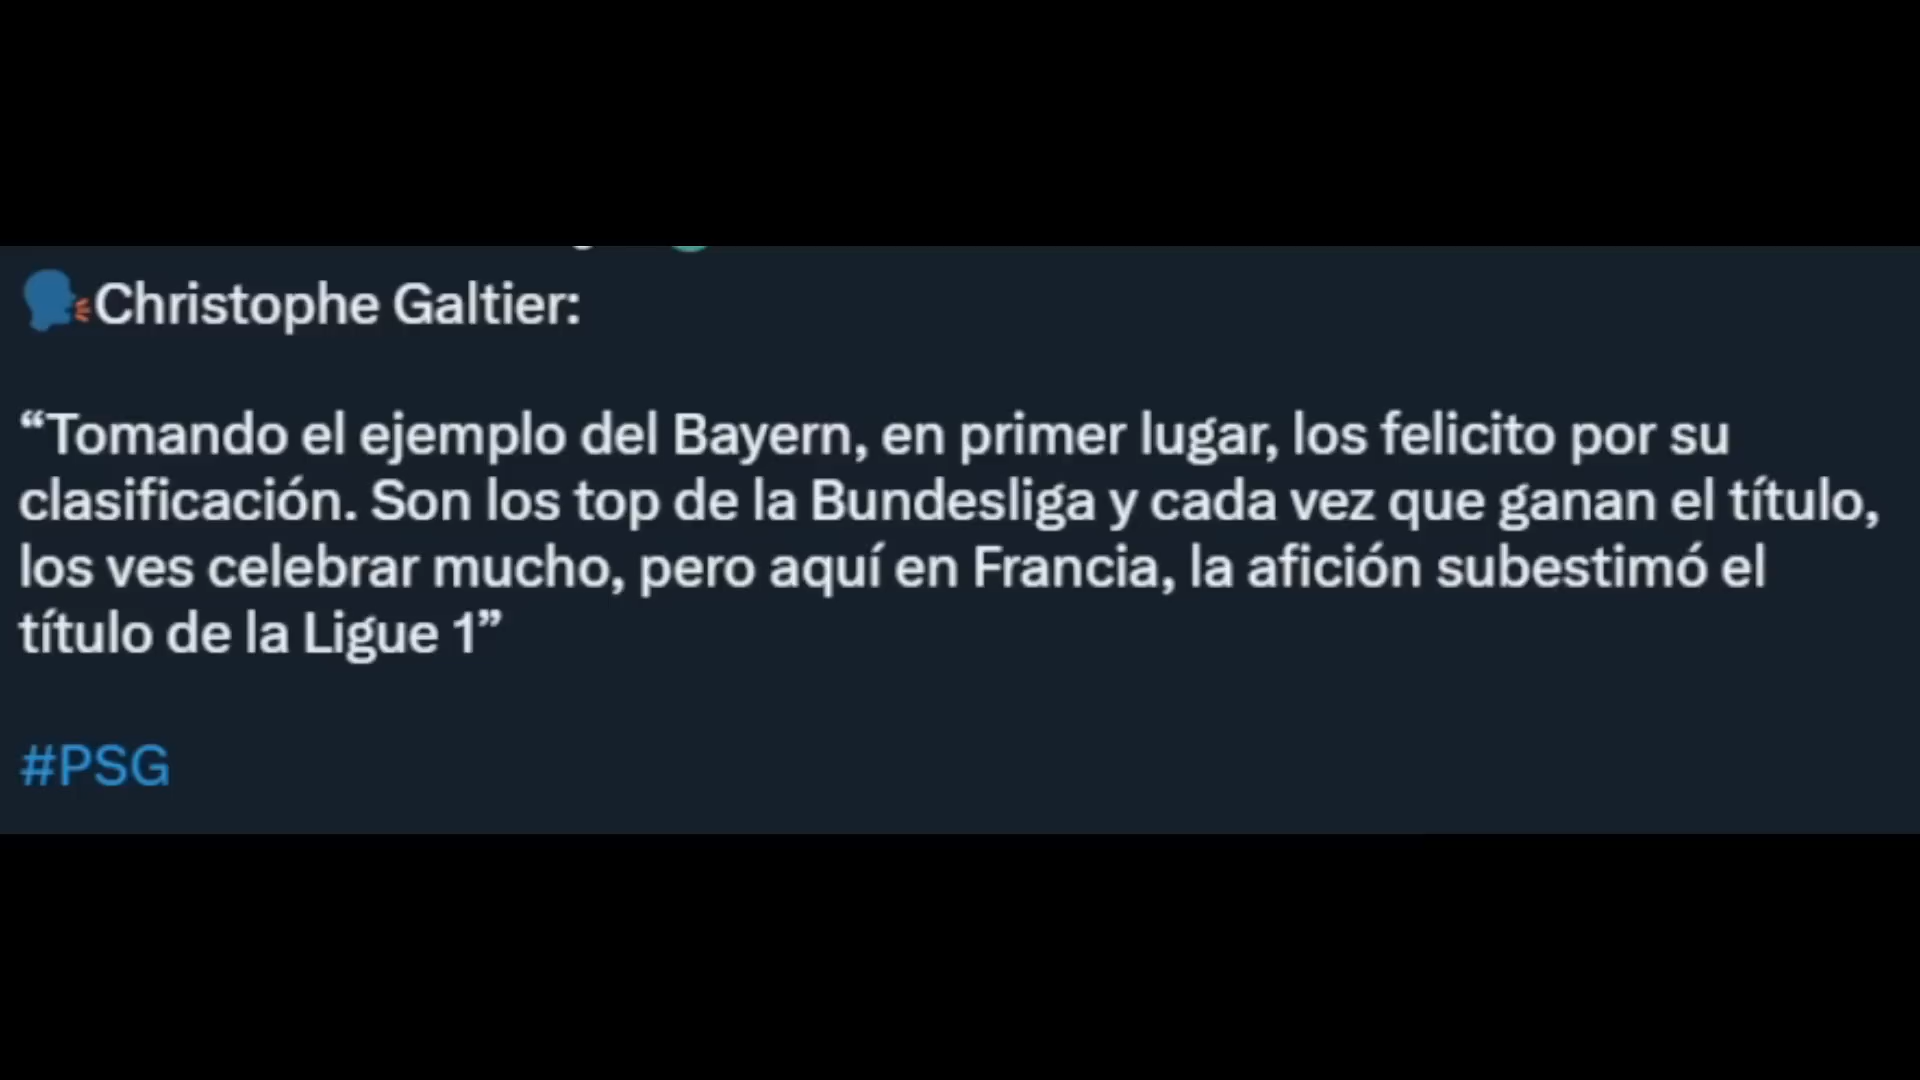 🗣Christophe Galtier:
“Tomando el ejemplo del Bayern, en primer lugar, los felicito por su
clasificación. Son los top de la Bundesliga y cada vez que ganan el título,
los ves celebrar mucho, pero aquí en Francia, la afición subestimó el
título de la Ligue 1”
#PSG